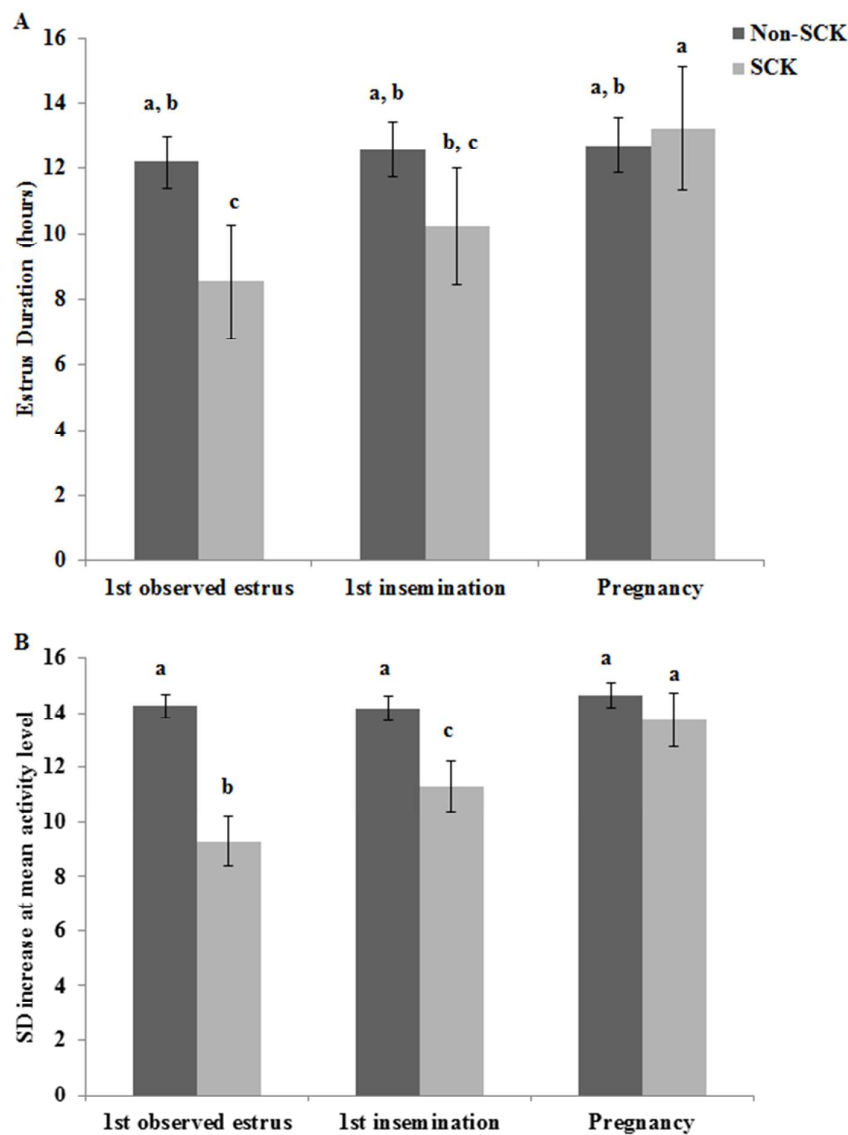 A
Non-SCK
SCK
Estrus Duration (hours)
16
14
12
10
8
6
4
2
0
a, b
c
a, b
b, c
a, b
a
1st observed estrus
1st insemination
Pregnancy
B
SD increase at mean activity level
16
14
12
10
8
6
4
2
0
a
b
a
c
a
a
1st observed estrus
1st insemination
Pregnancy